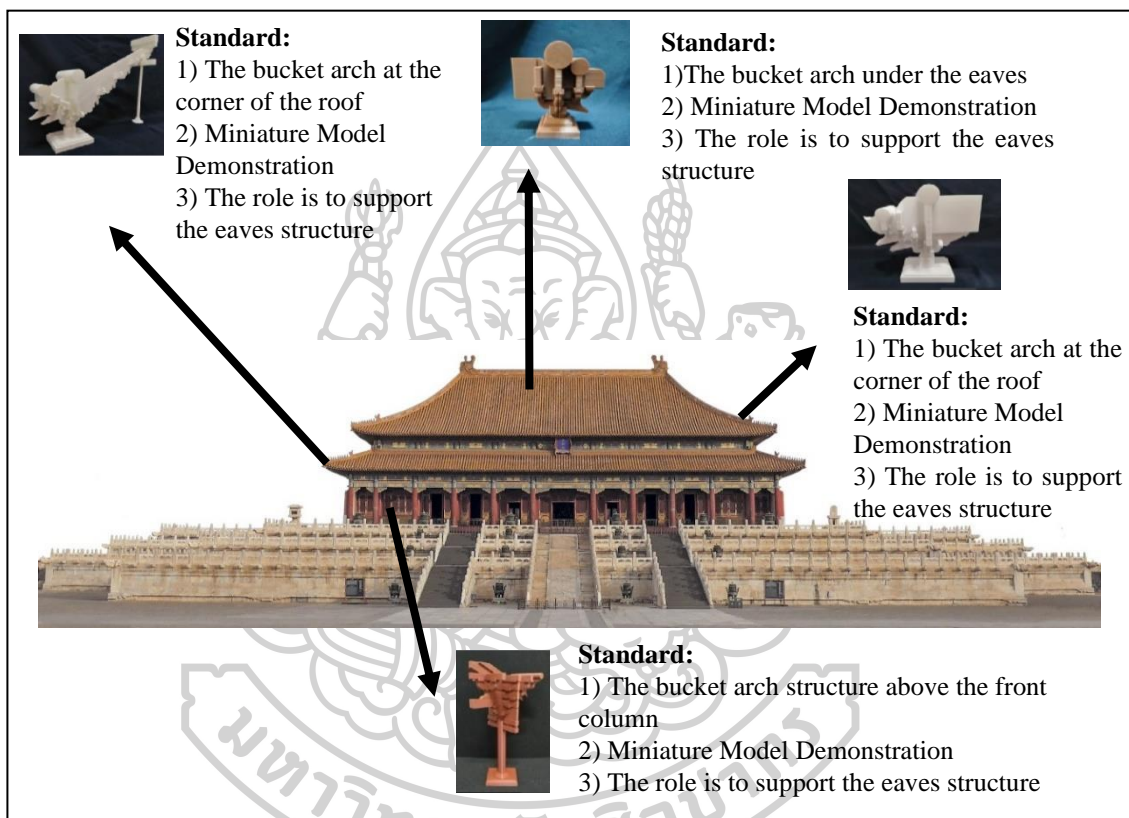 Standard:
1) The bucket arch at the
corner of the roof
2) Miniature Model
Demonstration
3) The role is to support
the eaves structure
Standard:
1)The bucket arch under the eaves
2) Miniature Model Demonstration
3) The role is to support the eaves
structure
Standard:
1) The bucket arch at the
corner of the roof
2) Miniature Model
Demonstration
3) The role is to support
the eaves structure
Standard:
1) The bucket arch structure above the front
column
2) Miniature Model Demonstration
3) The role is to support the eaves structure